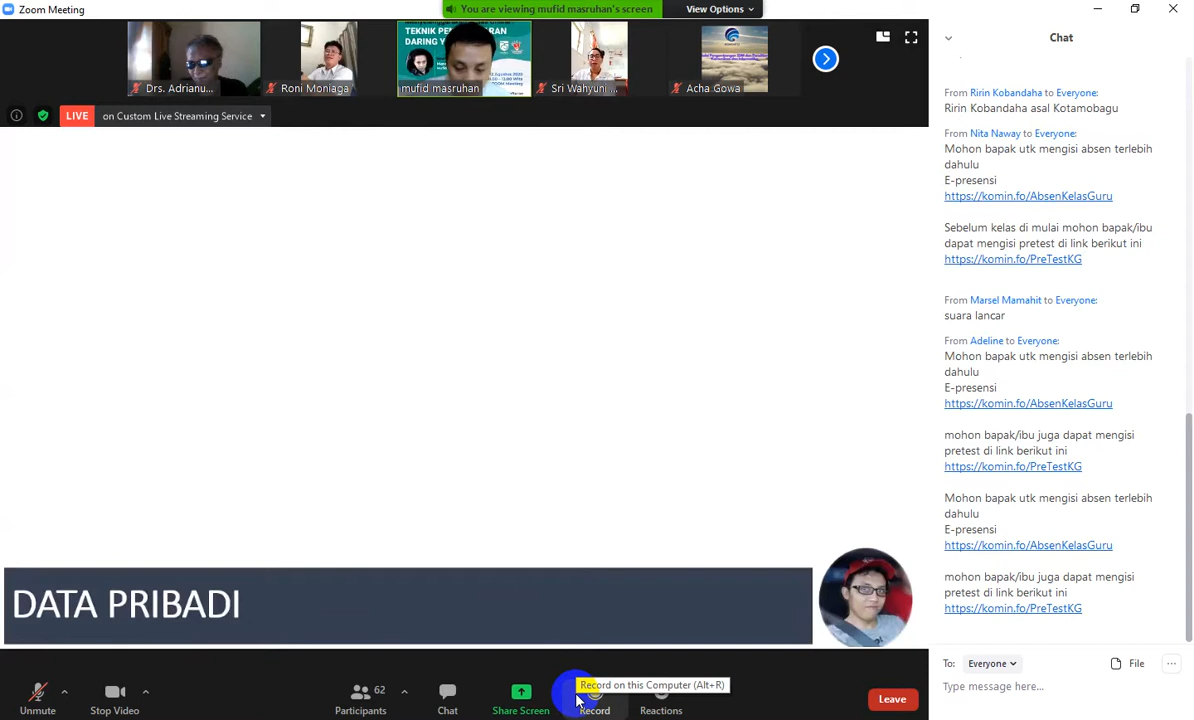 Zoom Meeting
You are viewing mufid masruhan's screen
View Options
TEKNIK
DARING
Drs. Adrianu...
Roni Moniaga
mufid masruhan
Sri Wahyuni ...
Acha.Gowa
LIVE
on Custom Live Streaming Service
DATA PRIBADI
Record on this Computer (Alt+R)
Unmute
Stop Video
62
Participants
Chat
Share Screen
Record
Reactions
Leave
Chat
From Ririn Kobandaha to Everyone:
Ririn Kobandaha asal Kotamobagu
From Nita Naway to Everyone:
Mohon bapak utk mengisi absen terlebih
dahulu
E-presensi
https://komin.fo/AbsenKelasGuru
Sebelum kelas di mulai mohon bapak/ibu
dapat mengisi pretest di link berikut ini
https://komin.fo/PreTestKG
From Marsel Mamahit to Everyone:
suara lancar
From Adeline to Everyone:
Mohon bapak utk mengisi absen terlebih
dahulu
E-presensi
https://komin.fo/AbsenKelasGuru
mohon bapak/ibu juga dapat mengisi
pretest di link berikut ini
https://komin.fo/PreTestKG
Mohon bapak utk mengisi absen terlebih
dahulu
E-presensi
https://komin.fo/AbsenKelasGuru
mohon bapak/ibu juga dapat mengisi
pretest di link berikut ini
https://komin.fo/PreTestKG
To: Everyone
File
Type message here...